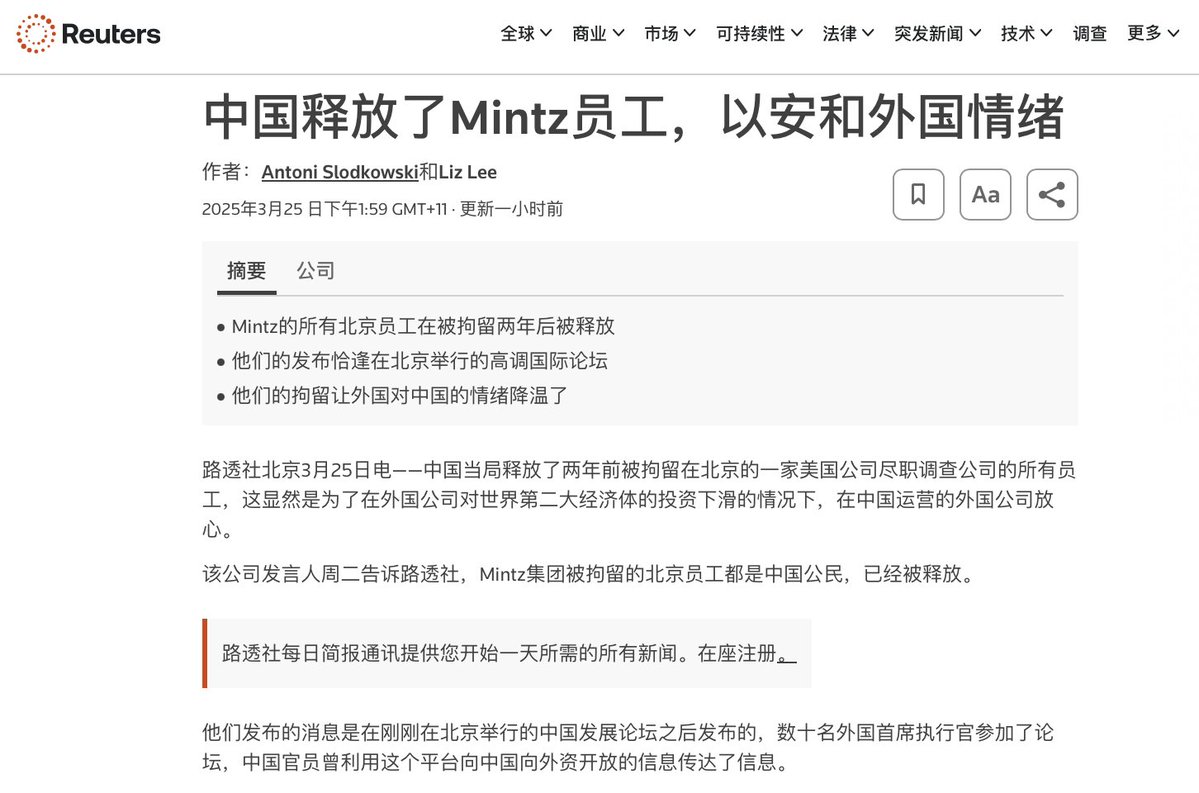 Reuters
全球 商业 市场 可持续性 法律 突发新闻 技术 调查 更多
中国释放了Mintz员工，以安和外国情绪
作者：Antoni Slodkowski和Liz Lee
2025年3月25 日下午1:59 GMT+11 · 更新一小时前
Aa
摘要 公司
• Mintz的所有北京员工在被拘留两年后被释放
• 他们的发布恰逢在北京举行的高调国际论坛
• 他们的拘留让外国对中国的情绪降温了
路透社北京3月25日电——中国当局释放了两年前被拘留在北京的一家美国公司尽职调查公司的所有员
工，这显然是为了在外国公司对世界第二大经济体的投资下滑的情况下，在中国运营的外国公司放
心。
该公司发言人周二告诉路透社，Mintz集团被拘留的北京员工都是中国公民，已经被释放。
路透社每日简报通讯提供您开始一天所需的所有新闻。在座注册。
他们发布的消息是在刚刚在北京举行的中国发展论坛之后发布的，数十名外国首席执行官参加了论
坛，中国官员曾利用这个平台向中国向外资开放的信息传达了信息。